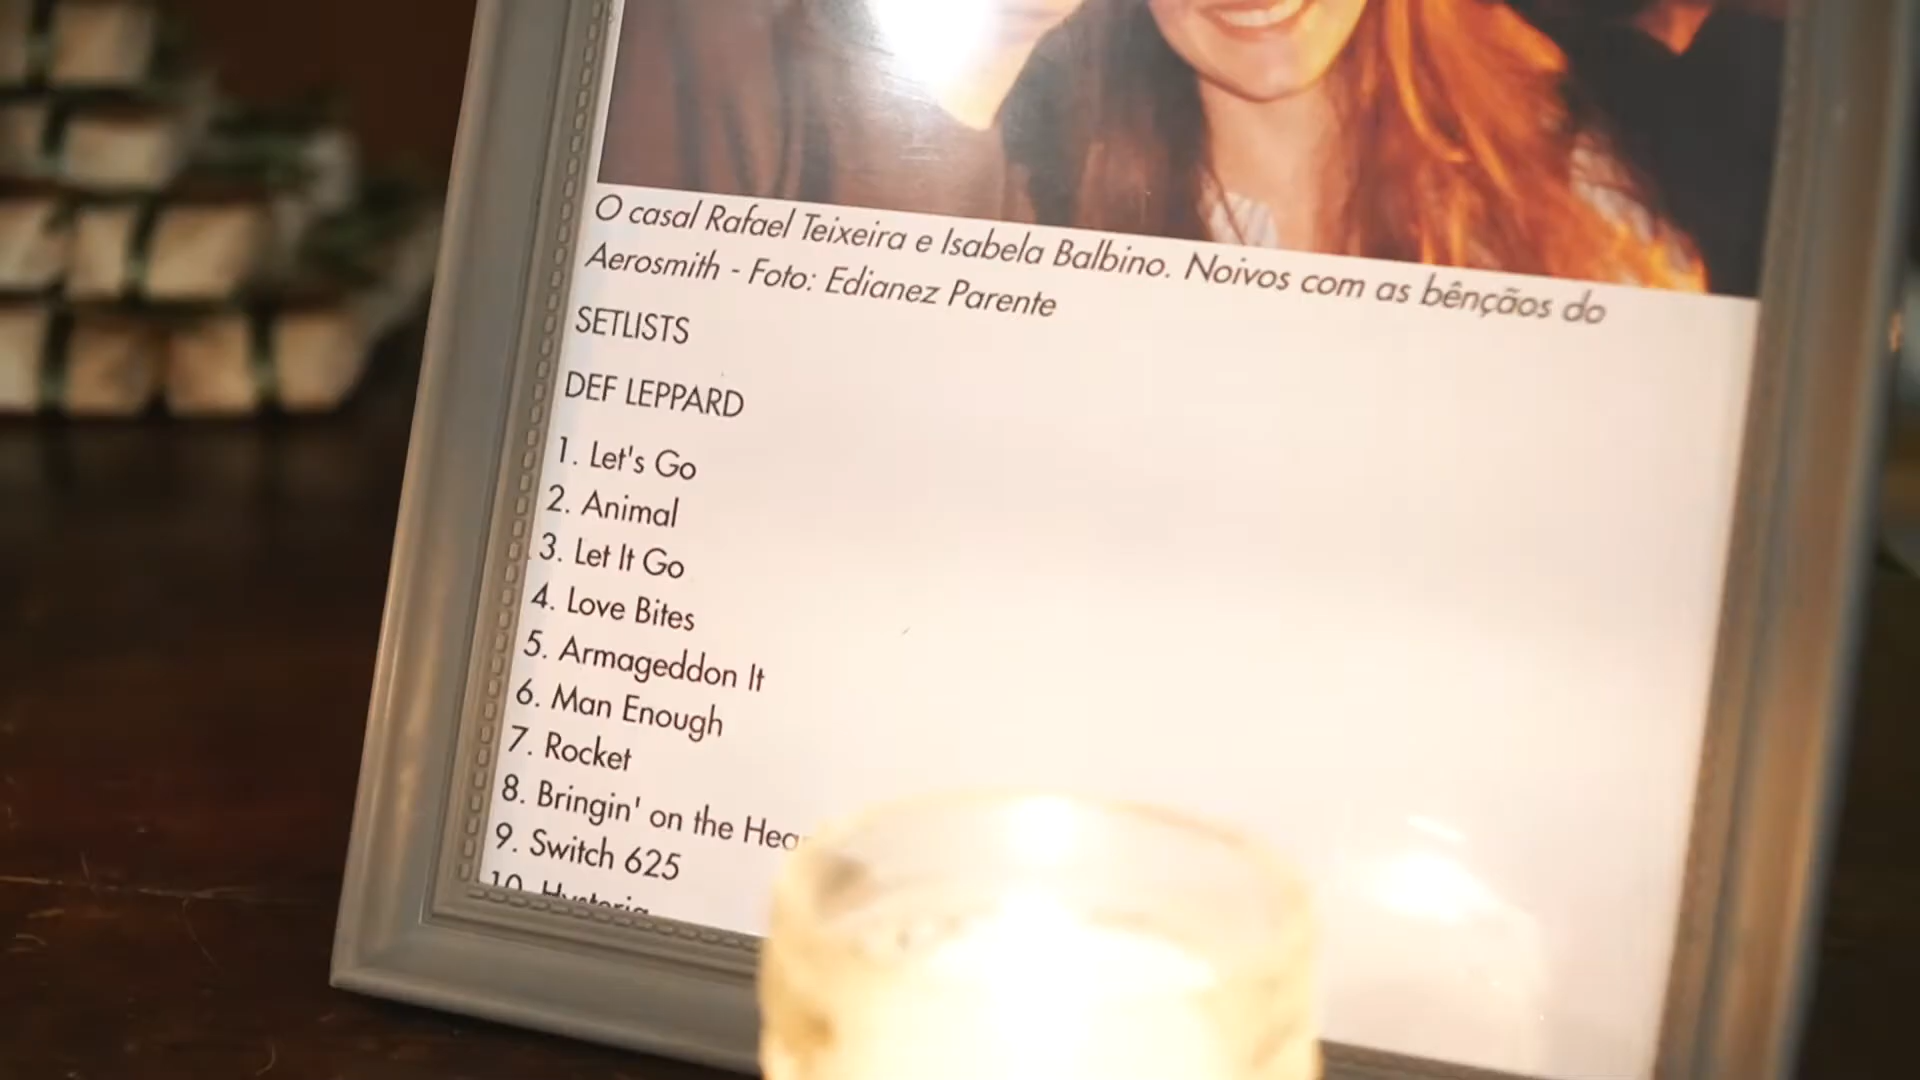 O casal Rafael Teixeira e Isabela Balbino. Noivos com as bênçãos do
Aerosmith - Foto: Edianez Parente
SETLISTS
DEF LEPPARD
1. Let's Go
2. Animal
3. Let It Go
4. Love Bites
5. Armageddon It
6. Man Enough
7. Rocket
8. Bringin' on the
9. Switch 625
10. Hysteria